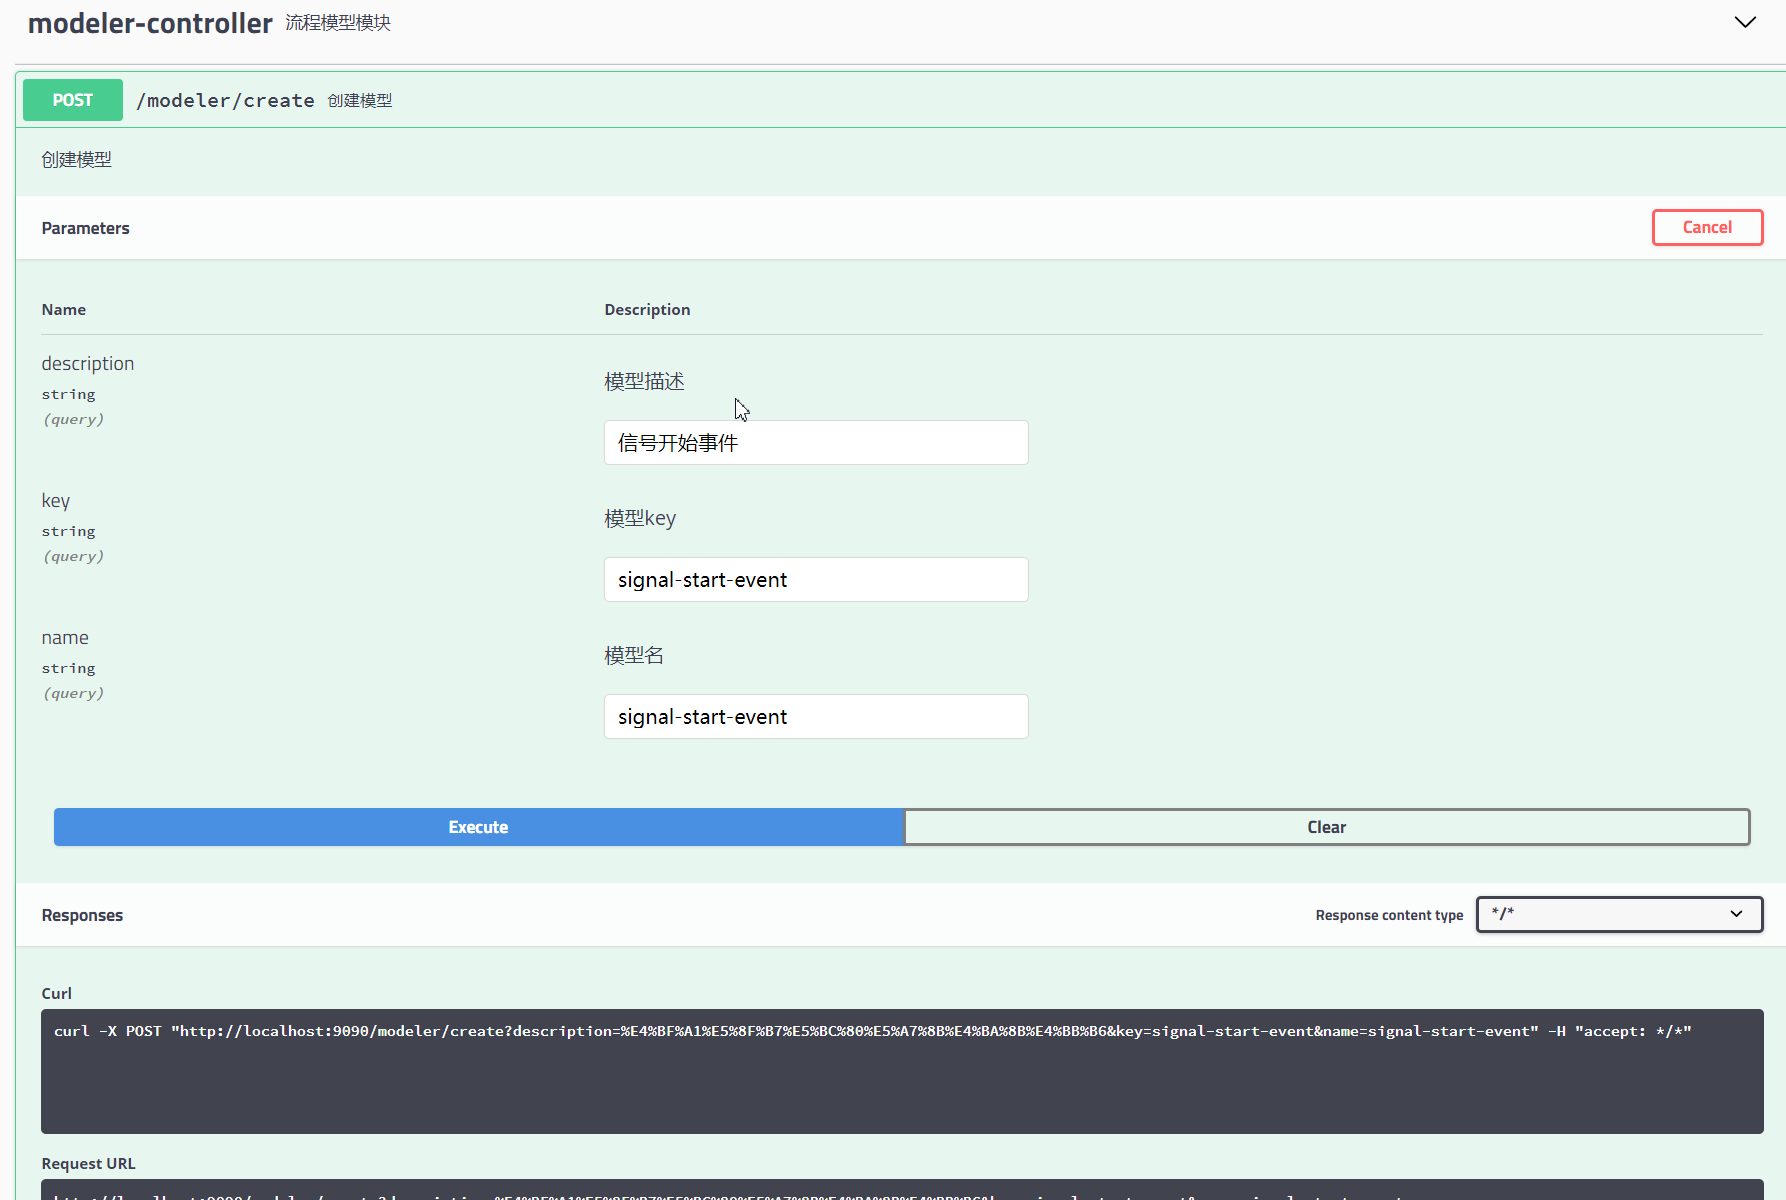 modeler-controller 流程模型模块
POST /modeler/create 创建模型
创建模型
Parameters Cancel
Name Description
description 模型描述
string
(query) 信号开始事件
key 模型key
string
(query) signal-start-event
name 模型名
string
(query) signal-start-event
Execute Clear
Responses Response content type */*
Curl
curl -X POST "http://localhost:9090/modeler/create?description=%E4%BF%A1%E5%8F%B7%E5%BC%80%E5%A7%8B%E4%BA%8B%E4%BB%B6&key=signal-start-event&name=signal-start-event" -H "accept: */*"
Request URL